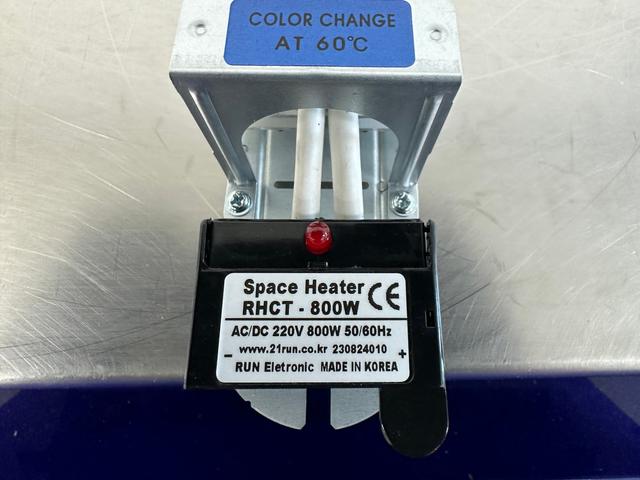 COLOR CHANGE
AT 60℃
Space Heater
RHCT - 800W CE
AC/DC 220V 800W 50/60Hz
www.21run.co.kr 230824010
- RUN Eletronic MADE IN KOREA +